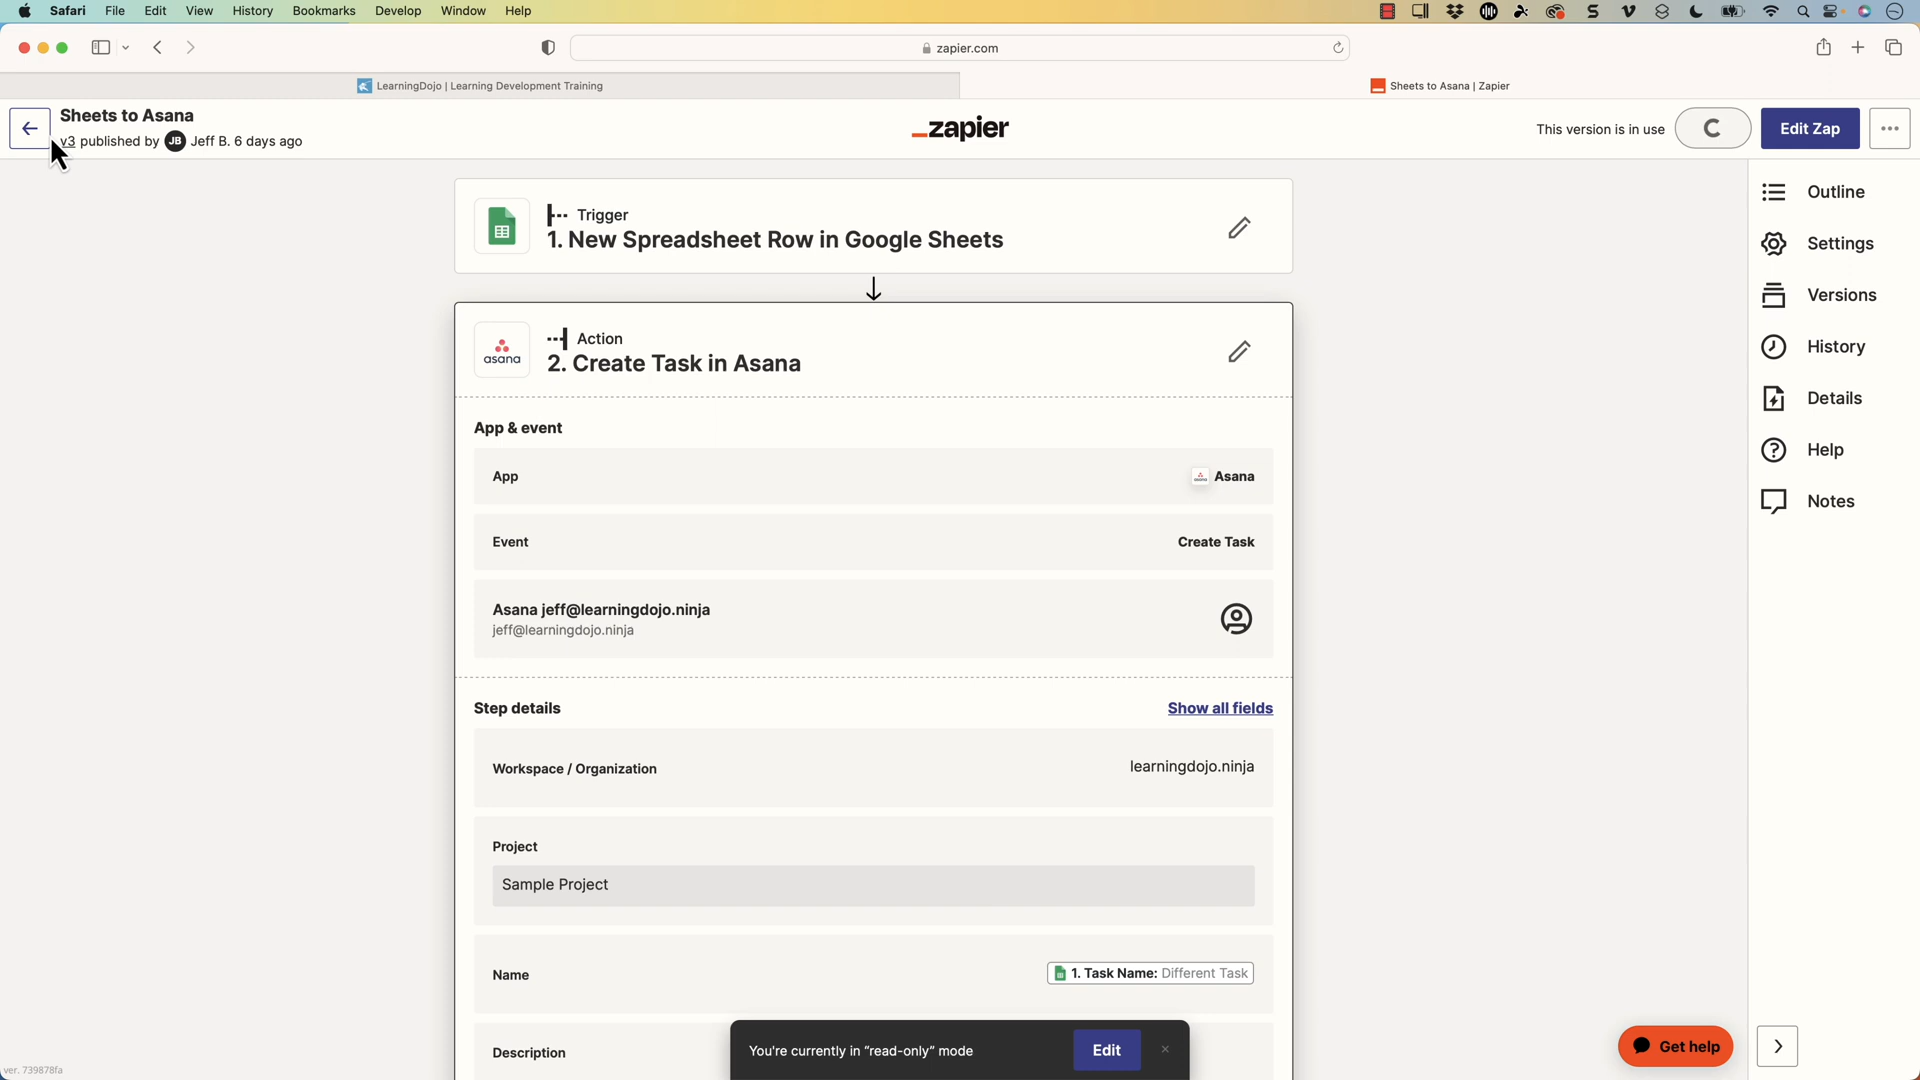 Safari File Edit View History Bookmarks Develop Window Help
zapier.com
LearningDojo | Learning Development Training
Sheets to Asana | Zapier
Sheets to Asana
v3 published by JB Jeff B. 6 days ago
_zapier
This version is in use
Edit Zap
Trigger
1. New Spreadsheet Row in Google Sheets
Outline
Settings
Versions
History
Details
Help
Notes
asana
Action
2. Create Task in Asana
App & event
App
asana Asana
Event
Create Task
Asana jeff@learningdojo.ninja
jeff@learningdojo.ninja
Step details
Show all fields
Workspace / Organization
learningdojo.ninja
Project
Sample Project
Name
1. Task Name: Different Task
Description
You're currently in “read-only” mode
Edit
Get help
ver. 739878fa